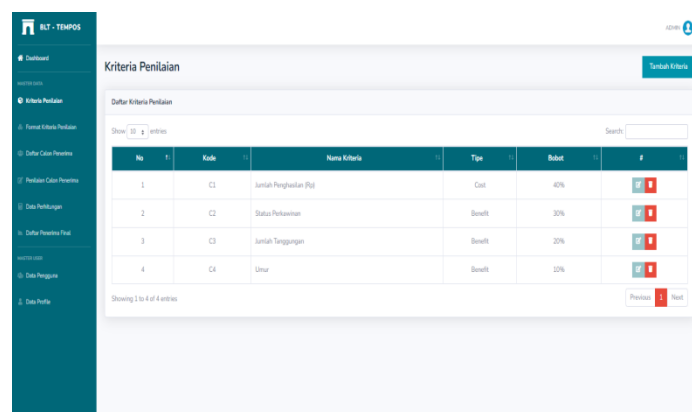 BLT - TEMPOS
ADMIN
Dashboard
MASTER DATA
Kriteria Penilaian
Format Kriteria Penilaian
Daftar Calon Penerima
Penilaian Calon Penerima
Data Perhitungan
Daftar Penerima Final
MASTER USER
Data Pengguna
Data Profile
Kriteria Penilaian
Tambah Kriteria
Daftar Kriteria Penilaian
Show 10 entries
Search:
No Kode Nama Kriteria Tipe Bobot #
1 C1 Jumlah Penghasilan (Rp) Cost 40%
2 C2 Status Perkawinan Benefit 30%
3 C3 Jumlah Tanggungan Benefit 20%
4 C4 Umur Benefit 10%
Showing 1 to 4 of 4 entries
Previous 1 Next